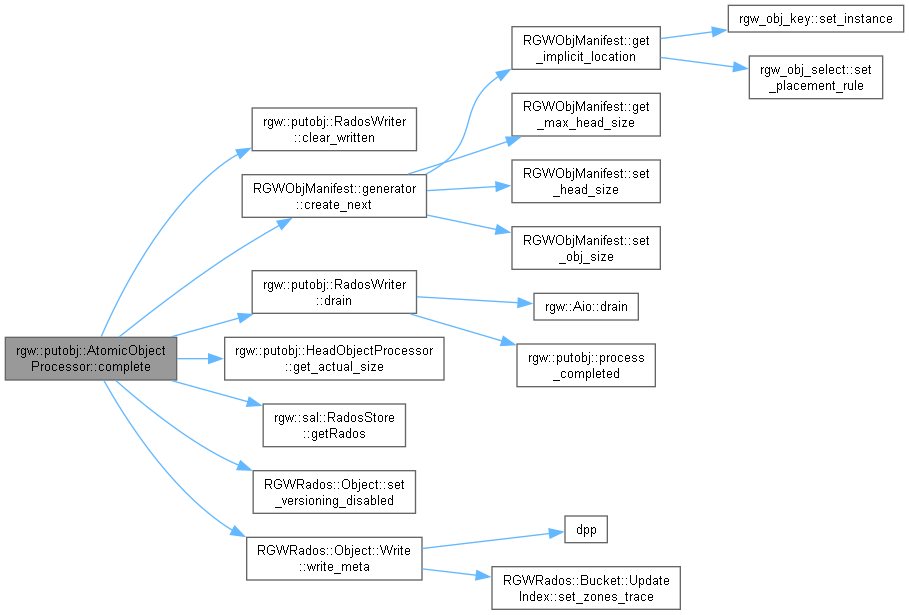 rgw::putobj::AtomicObject
Processor::complete
rgw::putobj::RadosWriter
::clear_written
RGWObjManifest::generator
::create_next
RGWObjManifest::get
_implicit_location
rgw_obj_key::set_instance
rgw_obj_select::set
_placement_rule
RGWObjManifest::get
_max_head_size
RGWObjManifest::set
_head_size
RGWObjManifest::set
_obj_size
rgw::putobj::RadosWriter
::drain
rgw::Aio::drain
rgw::putobj::process
_completed
rgw::putobj::HeadObjectProcessor
::get_actual_size
rgw::sal::RadosStore
::getRados
RGWRados::Object::set
_versioning_disabled
RGWRados::Object::Write
::write_meta
dpp
RGWRados::Bucket::Update
Index::set_zones_trace